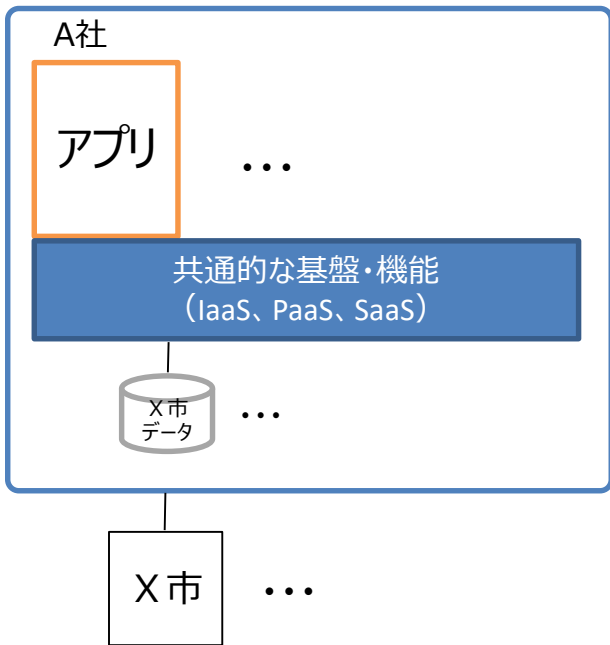 A社
アプリ
…
共通的な基盤・機能
（IaaS、PaaS、SaaS）
X市
データ
…
X市
…